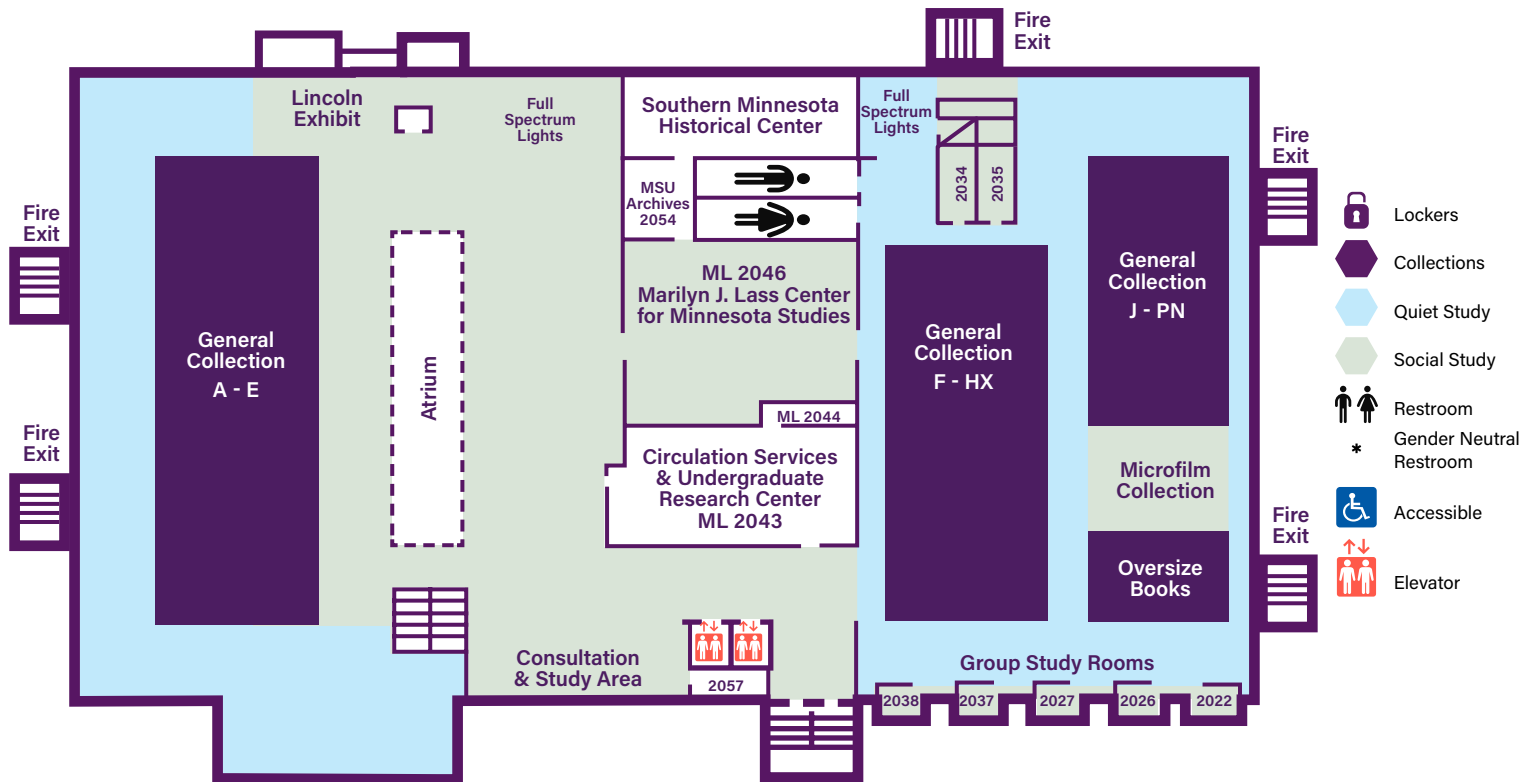 Fire
Exit
Lincoln
Exhibit
Full
Spectrum
Lights
Southern Minnesota
Historical Center
Full
Spectrum
Lights
MSU
Archives
2054
2034
2035
Fire
Exit
Fire
Exit
ML 2046
Marilyn J. Lass Center
for Minnesota Studies
General
Collection
A - E
Atrium
General
Collection
F - HX
General
Collection
J - PN
Fire
Exit
ML 2044
Circulation Services
& Undergraduate
Research Center
ML 2043
Microfilm
Collection
Oversize
Books
Fire
Exit
Consultation
& Study Area
2057
Group Study Rooms
2038
2037
2027
2026
2022
Lockers
Collections
Quiet Study
Social Study
Restroom
* Gender Neutral
Restroom
Accessible
Elevator